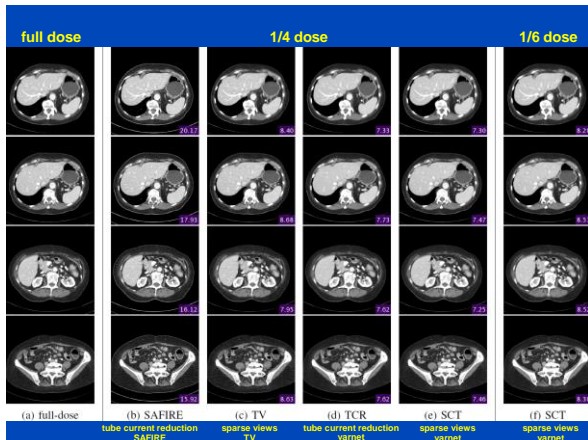 full dose 1/4 dose 1/6 dose
20.17 8.40 7.33 7.30
17.93 8.68 7.73 7.47
16.12 7.95 7.62 7.25
15.92 8.63 7.62 7.46
(a) full-dose (b) SAFIRE (c) TV (d) TCR (e) SCT (f) SCT
tube current reduction sparse views tube current reduction sparse views sparse views
SAFIRE TV varnet varnet varnet